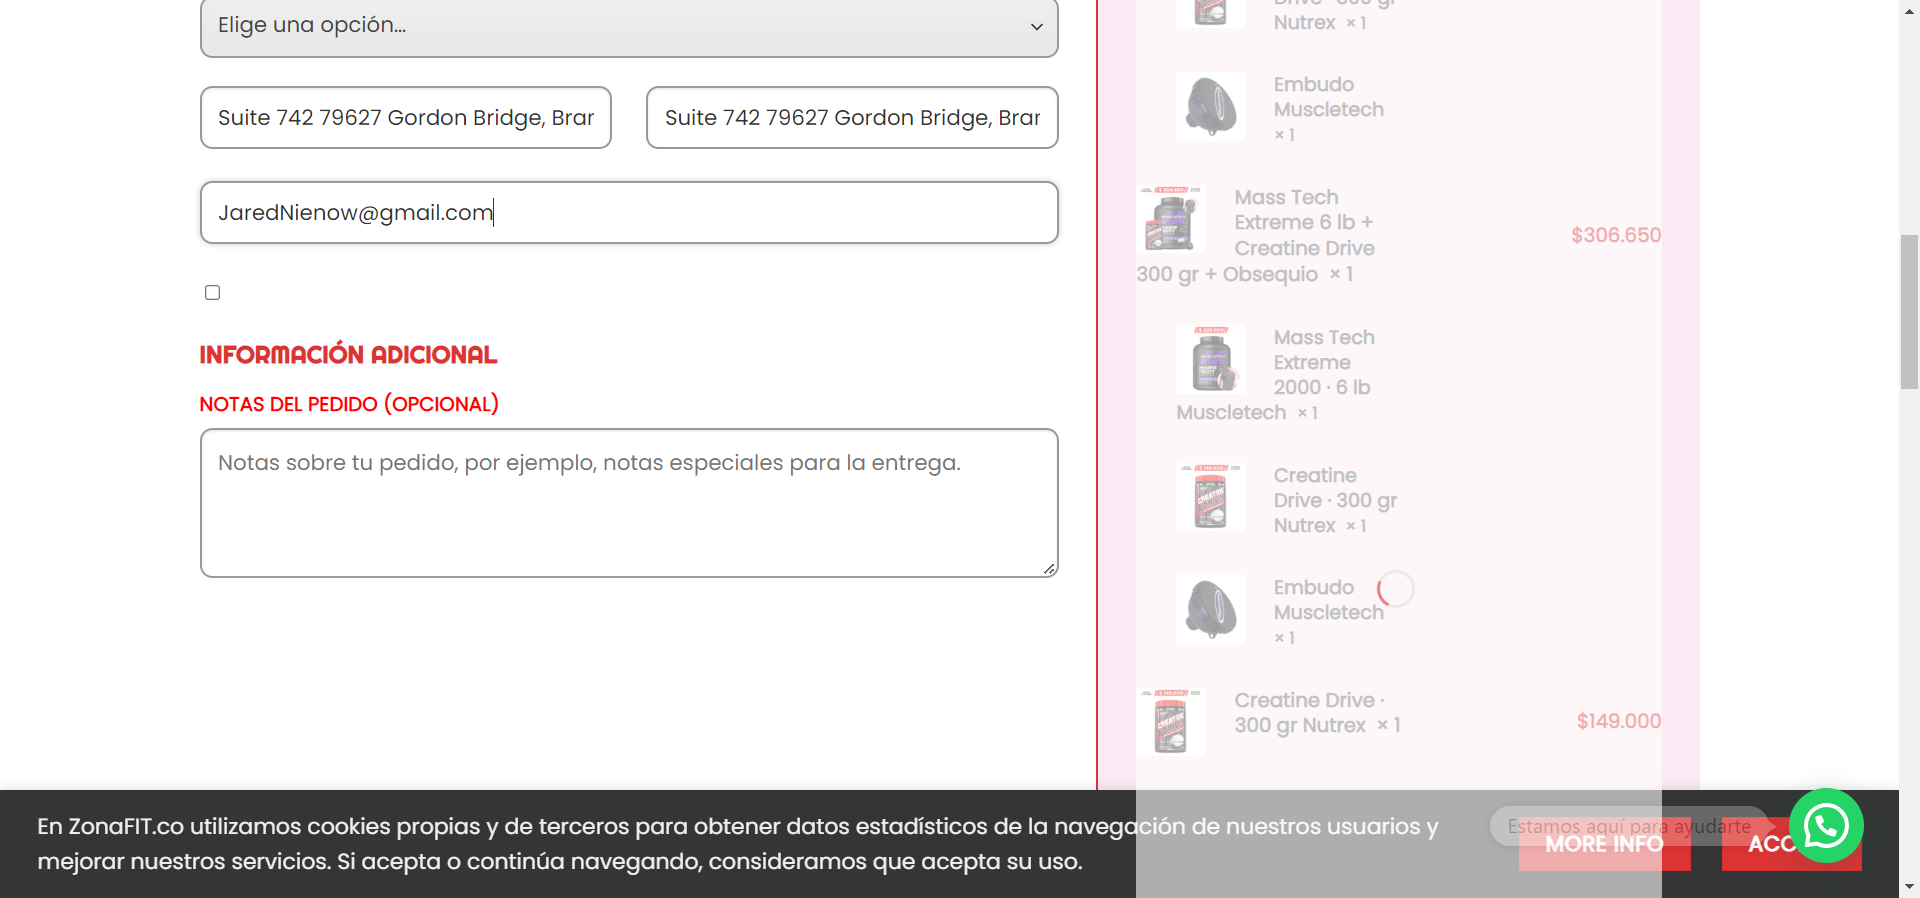 Elige una opción...
Suite 742 79627 Gordon Bridge, Brar
Suite 742 79627 Gordon Bridge, Brar
JaredNienow@gmail.com
INFORMACIÓN ADICIONAL
NOTAS DEL PEDIDO (OPCIONAL)
Notas sobre tu pedido, por ejemplo, notas especiales para la entrega.
Drive · 300 gr
Nutrex × 1
Embudo
Muscletech
× 1
Mass Tech
Extreme 6 lb +
Creatine Drive
300 gr + Obsequio × 1
$306.650
Mass Tech
Extreme
2000 · 6 lb
Muscletech × 1
Creatine
Drive · 300 gr
Nutrex × 1
Embudo
Muscletech
× 1
Creatine Drive ·
300 gr Nutrex × 1
$149.000
En ZonaFIT.co utilizamos cookies propias y de terceros para obtener datos estadísticos de la navegación de nuestros usuarios y
mejorar nuestros servicios. Si acepta o continúa navegando, consideramos que acepta su uso.
Estamos aquí para ayudarte
MORE INFO
ACC